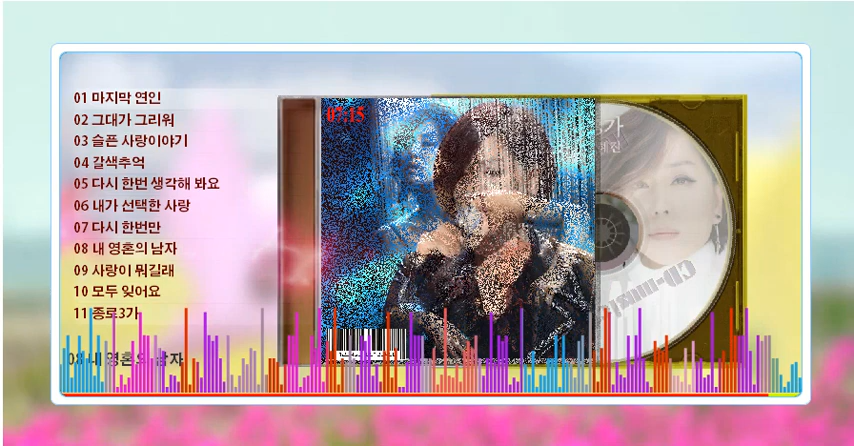 01 마지막 연인
02 그대가 그리워
03 슬픈 사랑이야기
04 갈색추억
05 다시 한번 생각해 봐요
06 내가 선택한 사랑
07 다시 한번만
08 내 영혼의 남자
09 사랑이 뭐길래
10 모두 잊어요
11 종로3가
08 내 영혼의 남자
07:15
가
예진
CD-music